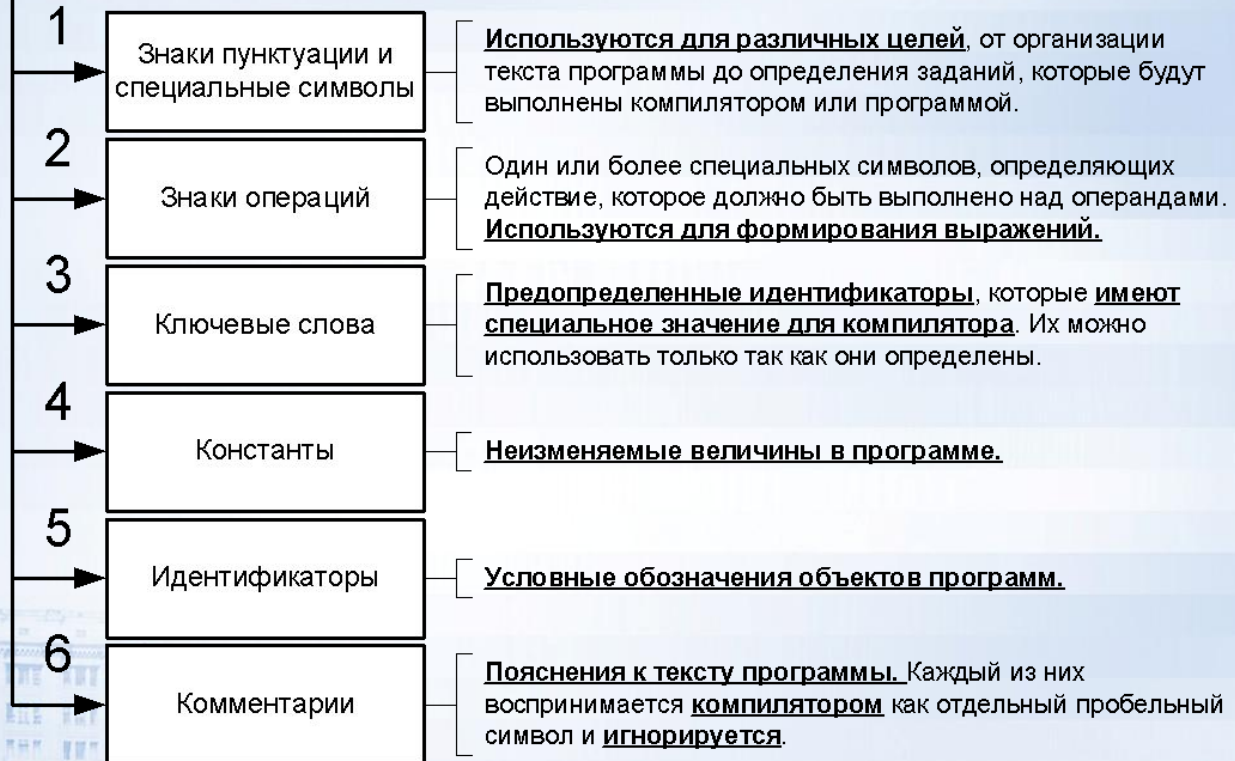 1
Знаки пунктуации и
специальные символы
Используются для различных целей, от организации
текста программы до определения заданий, которые будут
выполнены компилятором или программой.
2
Знаки операций
Один или более специальных символов, определяющих
действие, которое должно быть выполнено над операндами.
Используются для формирования выражений.
3
Ключевые слова
Предопределенные идентификаторы, которые имеют
специальное значение для компилятора. Их можно
использовать только так как они определены.
4
Константы
Неизменяемые величины в программе.
5
Идентификаторы
Условные обозначения объектов программ.
6
Комментарии
Пояснения к тексту программы. Каждый из них
воспринимается компилятором как отдельный пробельный
символ и игнорируется.